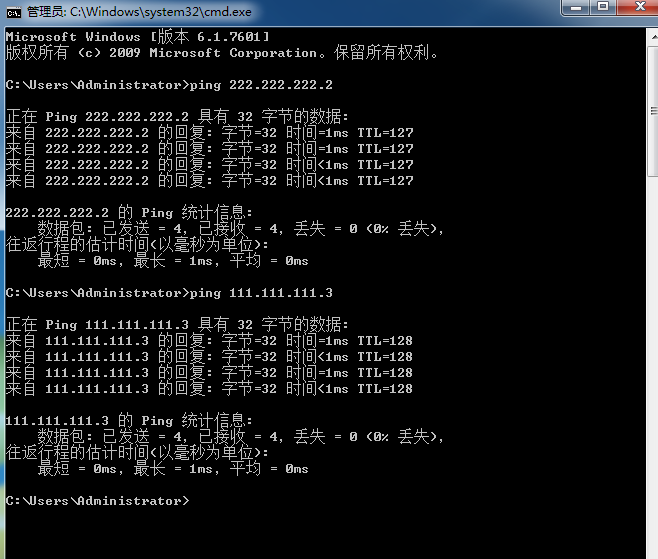 管理员: C:\Windows\system32\cmd.exe
Microsoft Windows [版本 6.1.7601]
版权所有 (c) 2009 Microsoft Corporation。保留所有权利。
C:\Users\Administrator>ping 222.222.222.2
正在 Ping 222.222.222.2 具有 32 字节的数据:
来自 222.222.222.2 的回复: 字节=32 时间=1ms TTL=127
来自 222.222.222.2 的回复: 字节=32 时间=1ms TTL=127
来自 222.222.222.2 的回复: 字节=32 时间<1ms TTL=127
来自 222.222.222.2 的回复: 字节=32 时间<1ms TTL=127
222.222.222.2 的 Ping 统计信息:
数据包: 已发送 = 4, 已接收 = 4, 丢失 = 0 (0% 丢失),
往返行程的估计时间(以毫秒为单位):
最短 = 0ms, 最长 = 1ms, 平均 = 0ms
C:\Users\Administrator>ping 111.111.111.3
正在 Ping 111.111.111.3 具有 32 字节的数据:
来自 111.111.111.3 的回复: 字节=32 时间=1ms TTL=128
来自 111.111.111.3 的回复: 字节=32 时间<1ms TTL=128
来自 111.111.111.3 的回复: 字节=32 时间=1ms TTL=128
来自 111.111.111.3 的回复: 字节=32 时间<1ms TTL=128
111.111.111.3 的 Ping 统计信息:
数据包: 已发送 = 4, 已接收 = 4, 丢失 = 0 (0% 丢失),
往返行程的估计时间(以毫秒为单位):
最短 = 0ms, 最长 = 1ms, 平均 = 0ms
C:\Users\Administrator>